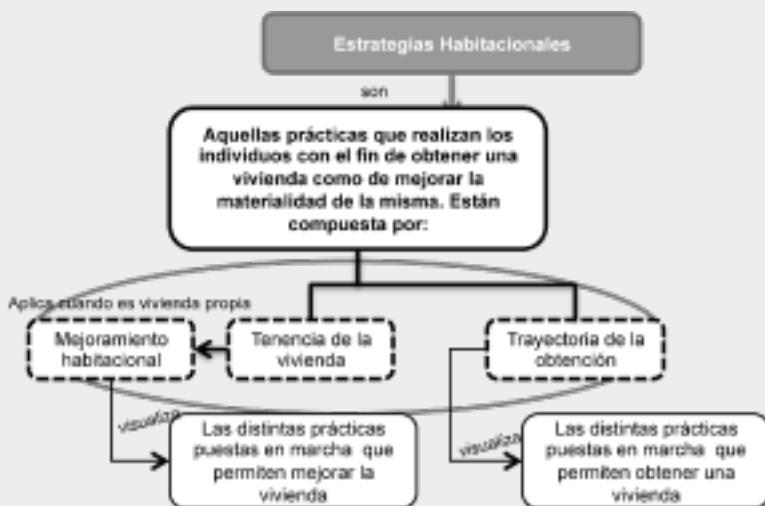 Estrategias Habitacionales
son
Aquellas prácticas que realizan los
individuos con el fin de obtener una
vivienda como de mejorar la
materialidad de la misma. Están
compuesta por:
Aplica cuando es vivienda propia
Mejoramiento
habitacional
Tenencia de la
vivienda
Trayectoria de la
obtención
visualiza
Las distintas prácticas
puestas en marcha que
permiten mejorar la
vivienda
visualiza
Las distintas prácticas
puestas en marcha que
permiten obtener una
vivienda